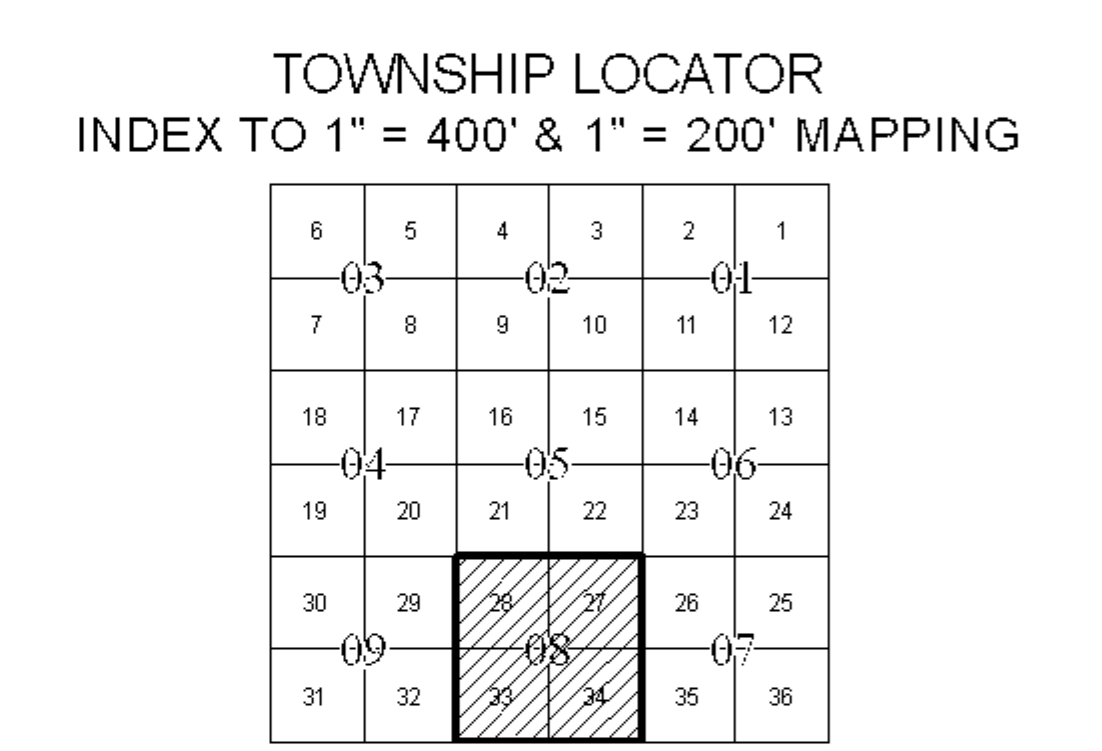 TOWNSHIP LOCATOR
INDEX TO 1" = 400' & 1" = 200' MAPPING
6 5 4 3 2 1
03 02 01
7 8 9 10 11 12
18 17 16 15 14 13
04 05 06
19 20 21 22 23 24
30 29 28 27 26 25
09 08 07
31 32 33 34 35 36